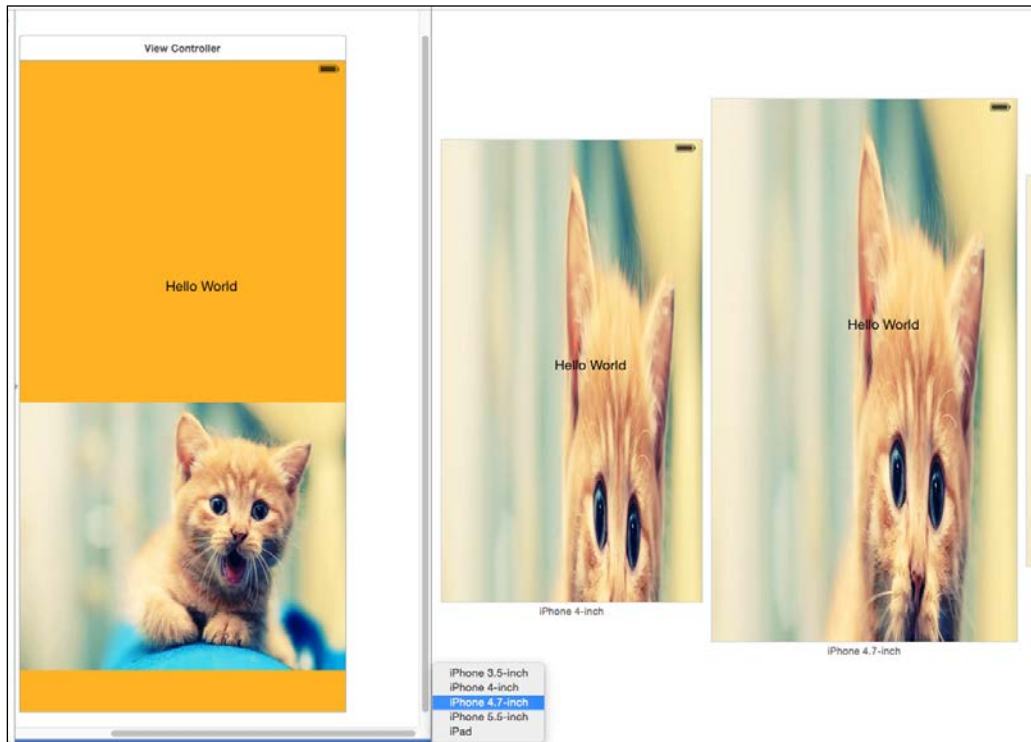 View Controller
Hello World
Hello World
Hello World
iPhone 4-inch
iPhone 4.7-inch
iPhone 3.5-inch
iPhone 4-inch
iPhone 4.7-inch
iPhone 5.5-inch
iPad